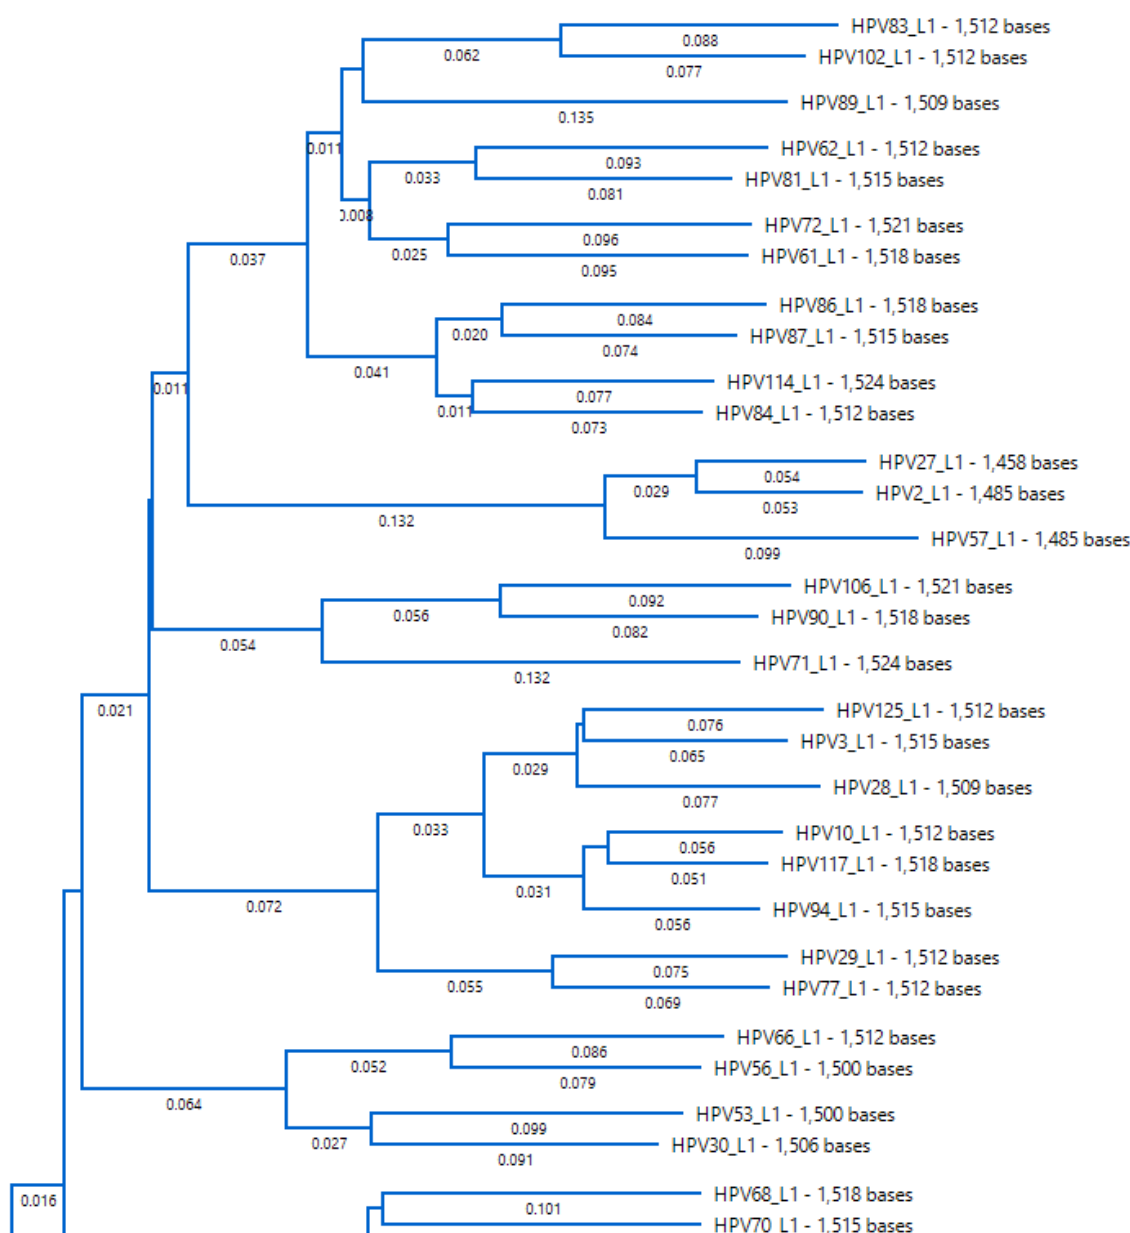 HPV83_L1 - 1,512 bases
0.088
0.062
HPV102_L1 - 1,512 bases
0.077
HPV89_L1 - 1,509 bases
0.135
0.011
HPV62_L1 - 1,512 bases
0.093
0.033
HPV81_L1 - 1,515 bases
0.081
0.008
HPV72_L1 - 1,521 bases
0.096
0.025
HPV61_L1 - 1,518 bases
0.095
0.037
HPV86_L1 - 1,518 bases
0.084
0.020
HPV87_L1 - 1,515 bases
0.074
0.041
HPV114_L1 - 1,524 bases
0.077
0.011
HPV84_L1 - 1,512 bases
0.073
0.011
HPV27_L1 - 1,458 bases
0.054
0.029
HPV2_L1 - 1,485 bases
0.053
0.132
HPV57_L1 - 1,485 bases
0.099
HPV106_L1 - 1,521 bases
0.092
0.056
HPV90_L1 - 1,518 bases
0.082
0.054
HPV71_L1 - 1,524 bases
0.132
0.021
HPV125_L1 - 1,512 bases
0.076
HPV3_L1 - 1,515 bases
0.065
0.029
HPV28_L1 - 1,509 bases
0.077
0.033
HPV10_L1 - 1,512 bases
0.056
HPV117_L1 - 1,518 bases
0.051
0.031
HPV94_L1 - 1,515 bases
0.056
0.072
HPV29_L1 - 1,512 bases
0.075
0.055
HPV77_L1 - 1,512 bases
0.069
HPV66_L1 - 1,512 bases
0.086
0.052
HPV56_L1 - 1,500 bases
0.079
0.064
HPV53_L1 - 1,500 bases
0.099
0.027
HPV30_L1 - 1,506 bases
0.091
0.016
HPV68_L1 - 1,518 bases
0.101
HPV70_L1 - 1,515 bases